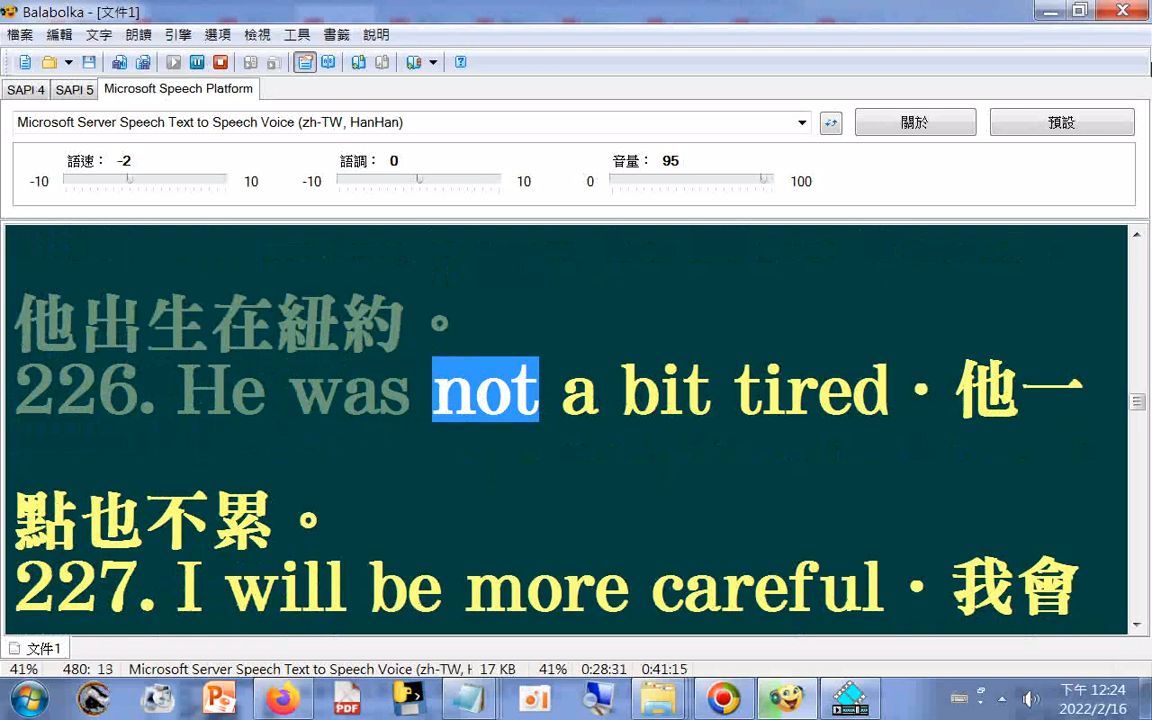 Balabolka - [文件1]
檔案 編輯 文字 朗讀 引擎 選項 檢視 工具 書籤 說明
SAPI 4 SAPI 5 Microsoft Speech Platform
Microsoft Server Speech Text to Speech Voice (zh-TW, HanHan) 關於 預設
語速： -2 語調： 0 音量： 95
-10 10 -10 10 0 100
他出生在紐約。
226. He was not a bit tired．他一
點也不累。
227. I will be more careful．我會
文件1
41% 480: 13 Microsoft Server Speech Text to Speech Voice (zh-TW, H 17 KB 41% 0:28:31 0:41:15
PDF
下午 12:24
2022/2/16